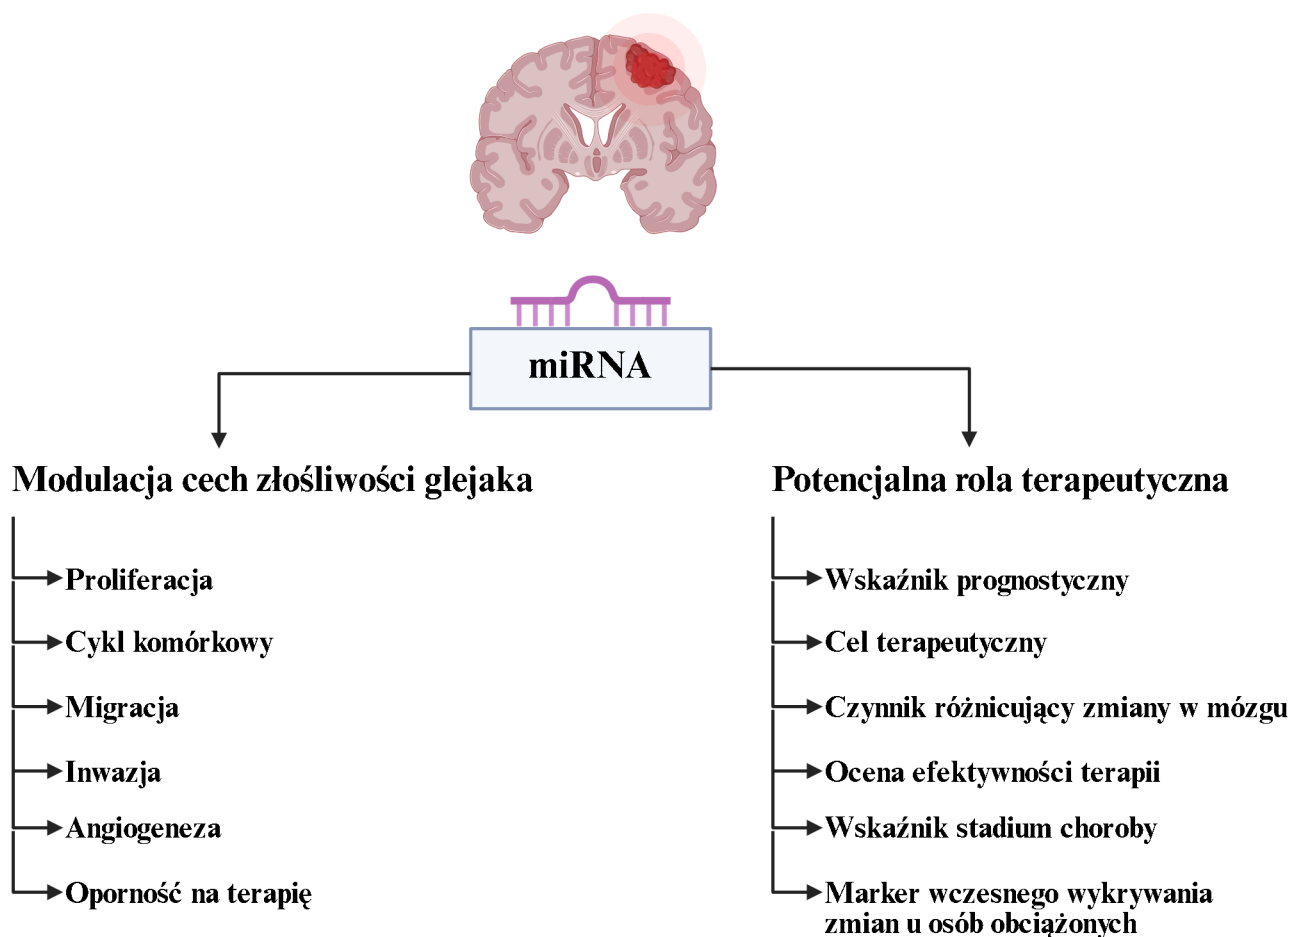 miRNA
Modulacja cech złośliwości glejaka
Proliferacja
Cykl komórkowy
Migracja
Inwazja
Angiogeneza
Oporność na terapię
Potencjalna rola terapeutyczna
Wskaźnik prognostyczny
Cel terapeutyczny
Czynnik różnicujący zmiany w mózgu
Ocena efektywności terapii
Wskaźnik stadium choroby
Marker wczesnego wykrywania
zmian u osób obciążonych